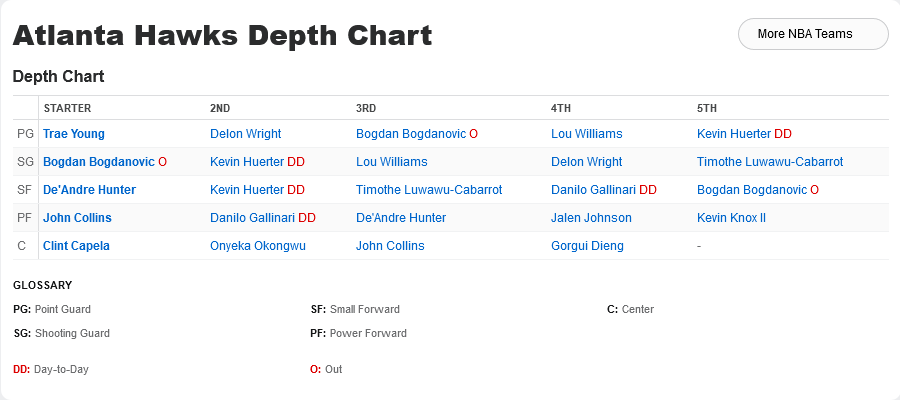 Atlanta Hawks Depth Chart
More NBA Teams
Depth Chart
STARTER 2ND 3RD 4TH 5TH
PG Trae Young Delon Wright Bogdan Bogdanovic O Lou Williams Kevin Huerter DD
SG Bogdan Bogdanovic O Kevin Huerter DD Lou Williams Delon Wright Timothe Luwawu-Cabarrot
SF De'Andre Hunter Kevin Huerter DD Timothe Luwawu-Cabarrot Danilo Gallinari DD Bogdan Bogdanovic O
PF John Collins Danilo Gallinari DD De'Andre Hunter Jalen Johnson Kevin Knox II
C Clint Capela Onyeka Okongwu John Collins Gorgui Dieng -
GLOSSARY
PG: Point Guard SF: Small Forward C: Center
SG: Shooting Guard PF: Power Forward
DD: Day-to-Day O: Out